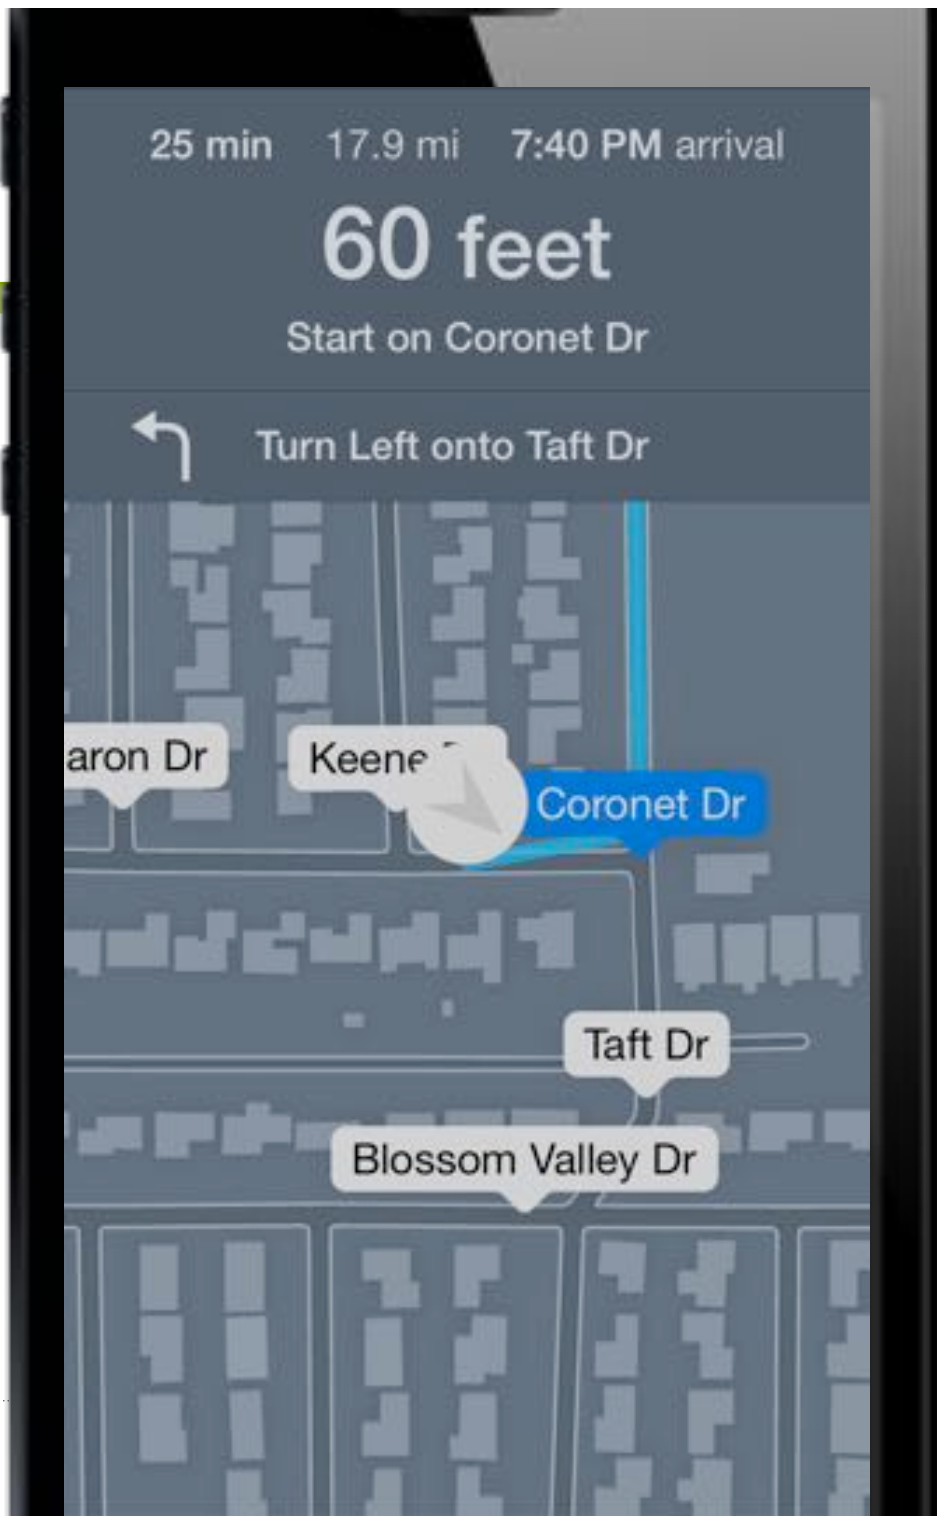 25 min 17.9 mi 7:40 PM arrival
60 feet
Start on Coronet Dr
Turn Left onto Taft Dr
aron Dr
Keene
Coronet Dr
Taft Dr
Blossom Valley Dr